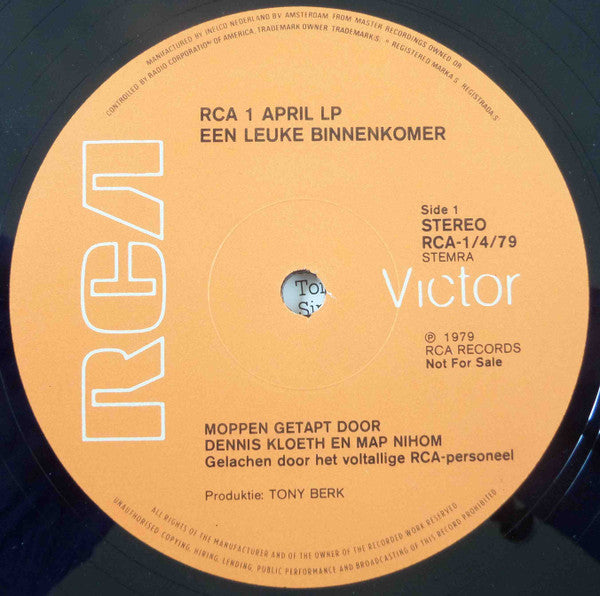 MANUFACTURED BY INELCO NEDERLAND BV, AMSTERDAM, FROM MASTER RECORDINGS OWNED OR
CONTROLLED BY RADIO CORPORATION OF AMERICA, TRADEMARK OWNER TRADEMARK(S) ® REGISTERED MARKA(S) REGISTRADA(S)
RCA 1 APRIL LP
EEN LEUKE BINNENKOMER
RCA
Side 1
STEREO
RCA-1/4/79
STEMRA
Victor
℗ 1979
RCA RECORDS
Not For Sale
MOPPEN GETAPT DOOR
DENNIS KLOETH EN MAP NIHOM
Gelachen door het voltallige RCA-personeel
Produktie: TONY BERK
ALL RIGHTS OF THE MANUFACTURER AND OF THE OWNER OF THE RECORDED WORK RESERVED
UNAUTHORISED COPYING, HIRING, LENDING, PUBLIC PERFORMANCE AND BROADCASTING OF THIS RECORD PROHIBITED